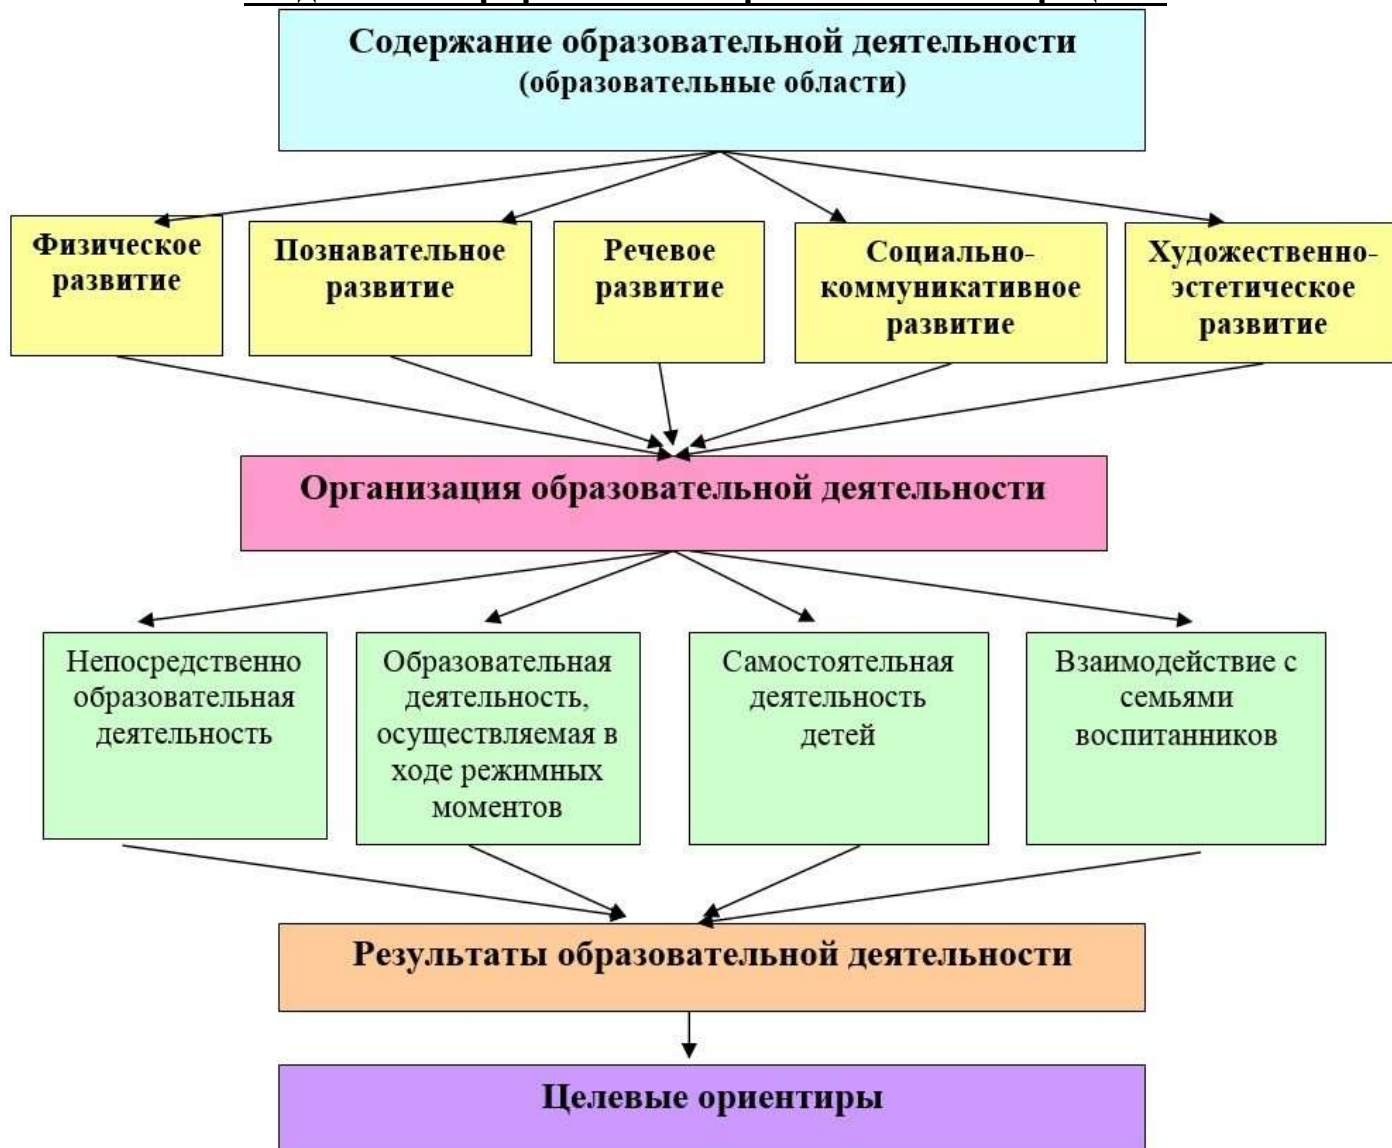 Содержание образовательной деятельности
(образовательные области)
Физическое
развитие
Познавательное
развитие
Речевое
развитие
Социально-
коммуникативное
развитие
Художественно-
эстетическое
развитие
Организация образовательной деятельности
Непосредственно
образовательная
деятельность
Образовательная
деятельность,
осуществляемая в
ходе режимных
моментов
Самостоятельная
деятельность
детей
Взаимодействие с
семьями
воспитанников
Результаты образовательной деятельности
Целевые ориентиры